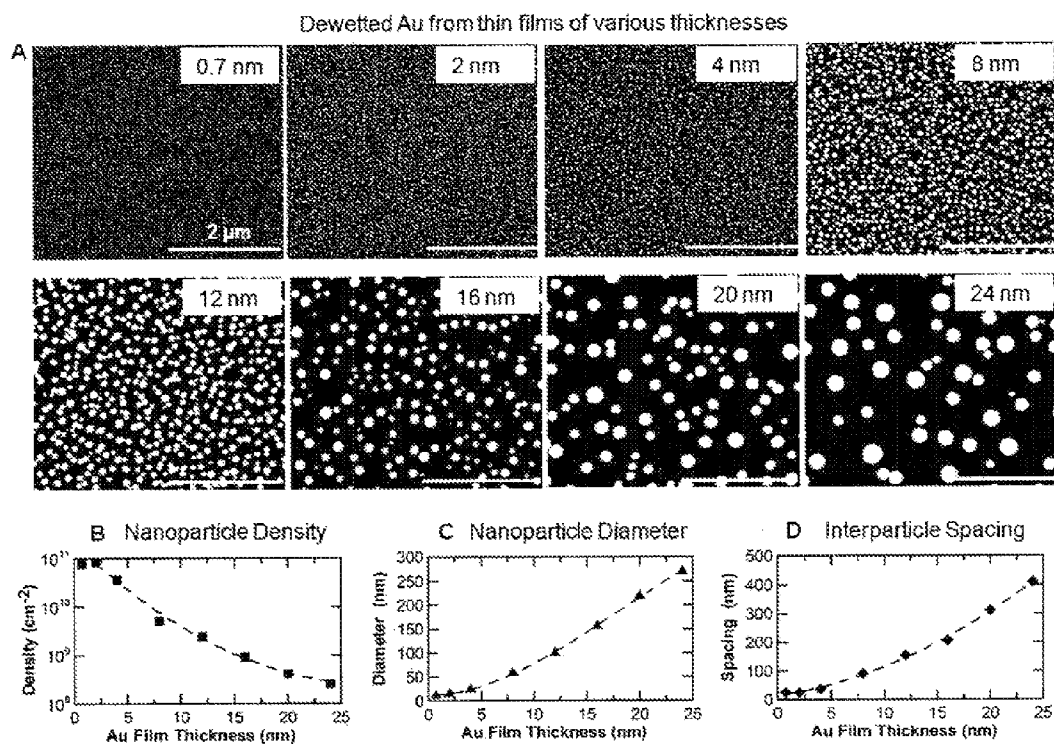 Dewetted Au from thin films of various thicknesses
A
0.7 nm
2 nm
4 nm
8 nm
2 µm
12 nm
16 nm
20 nm
24 nm
B Nanoparticle Density
10¹¹
10¹⁰
10⁹
10⁸
Density (cm⁻²)
0 5 10 15 20 25
Au Film Thickness (nm)
C Nanoparticle Diameter
300
250
200
150
100
50
0
Diameter (nm)
0 5 10 15 20 25
Au Film Thickness (nm)
D Interparticle Spacing
500
400
300
200
100
0
Spacing (nm)
0 5 10 15 20 25
Au Film Thickness (nm)